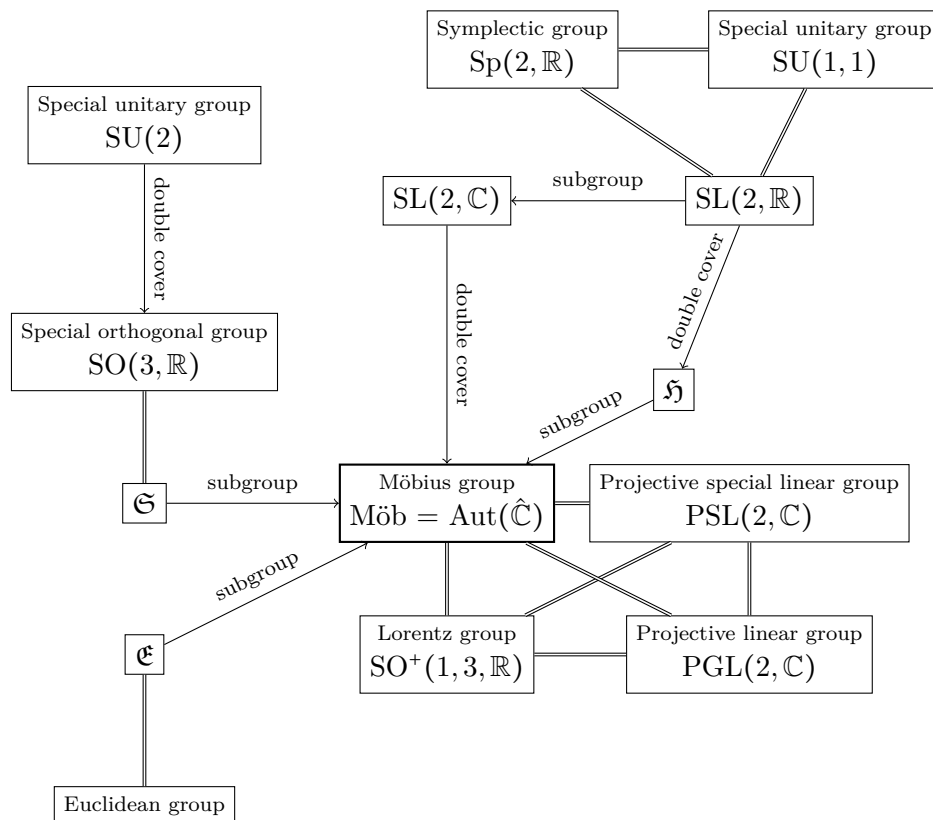 Symplectic group
Sp(2, ℝ)
Special unitary group
SU(1, 1)
Special unitary group
SU(2)
double cover
SL(2, ℂ)
subgroup
SL(2, ℝ)
double cover
double cover
Special orthogonal group
SO(3, ℝ)
ℌ
subgroup
𝔖
subgroup
Möbius group
Möb = Aut(ℂ̂)
Projective special linear group
PSL(2, ℂ)
subgroup
𝕰
Lorentz group
SO⁺(1, 3, ℝ)
Projective linear group
PGL(2, ℂ)
Euclidean group